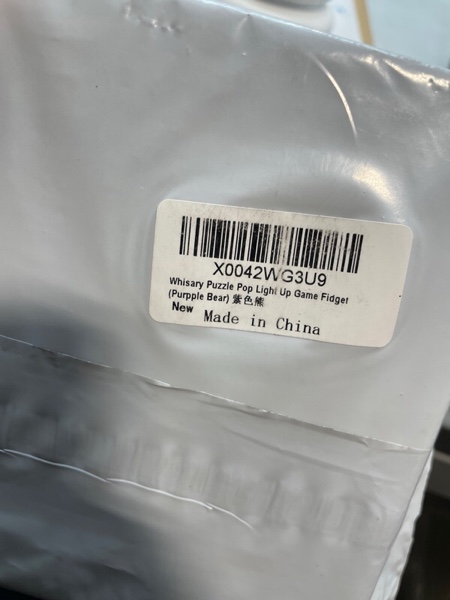 X0042WG3U9
Whisary Puzzle Pop Light Up Game Fidget
(Purpple Bear) 紫色熊
New Made in China